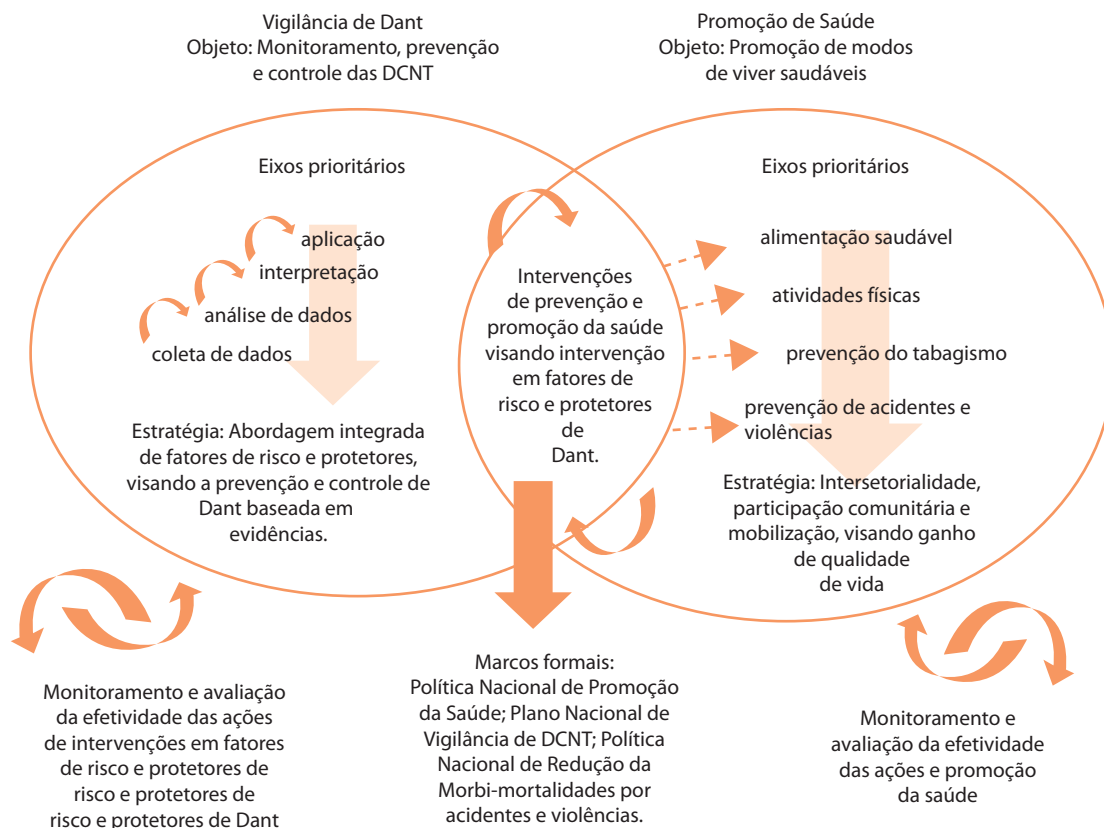 Vigilância de Dant
Objeto: Monitoramento, prevenção
e controle das DCNT
Promoção de Saúde
Objeto: Promoção de modos
de viver saudáveis
Eixos prioritários
aplicação
interpretação
análise de dados
coleta de dados
Estratégia: Abordagem integrada
de fatores de risco e protetores,
visando a prevenção e controle de
Dant baseada em
evidências.
Intervenções
de prevenção e
promoção da saúde
visando intervenção
em fatores de
risco e protetores
de
Dant.
Eixos prioritários
alimentação saudável
atividades físicas
prevenção do tabagismo
prevenção de acidentes e
violências
Estratégia: Intersetorialidade,
participação comunitária e
mobilização, visando ganho
de qualidade
de vida
Monitoramento e avaliação
da efetividade das ações
de intervenções em fatores
de risco e protetores de
risco e protetores de
risco e protetores de Dant
Marcos formais:
Política Nacional de Promoção
da Saúde; Plano Nacional de
Vigilância de DCNT; Política
Nacional de Redução da
Morbi-mortalidades por
acidentes e violências.
Monitoramento e
avaliação da efetividade
das ações e promoção
da saúde